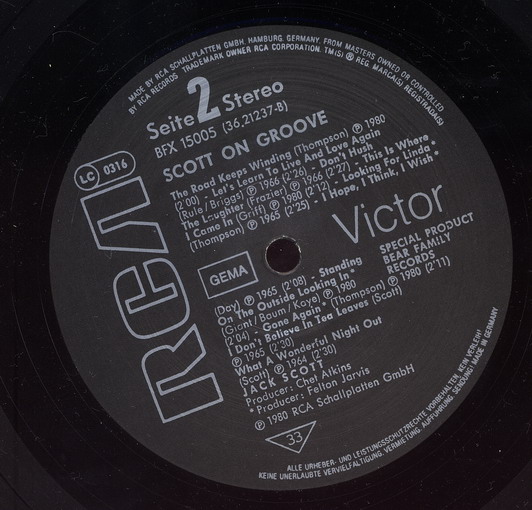 MADE BY RCA SCHALLPLATTEN GMBH HAMBURG, GERMANY, FROM MASTERS OWNED OR CONTROLLED
BY RCA RECORDS TRADEMARK OWNER RCA CORPORATION. TM(S) ® REG. MARCA(S) REGISTRADA(S)
Seite 2 Stereo
BFX 15005 (36.21237-B)
SCOTT ON GROOVE
LC 0316
RCA
Victor
The Road Keeps Winding (Thompson) Ⓟ 1980
(2'00) - Let's Learn To Live And Love Again
(Rule/Briggs) Ⓟ 1966 (2'26) - Don't Hush
The Laughter (Frazier) Ⓟ 1966 (2'27) - This Is Where
I Came In (Griff) Ⓟ 1980 (2'12) - Looking For Linda *
(Thompson) Ⓟ 1965 (2'25) - I Hope, I Think, I Wish *
GEMA
SPECIAL PRODUCT
BEAR FAMILY
RECORDS
(Day) Ⓟ 1965 (2'08) - Standing
On The Outside Looking In *
(Grant/Baum/Kaye) Ⓟ 1980
(2'04) - Gone Again * (Thompson) Ⓟ 1980 (2'11)
I Don't Believe In Tea Leaves (Scott)
Ⓟ 1965 (2'30)
What A Wonderful Night Out
(Scott) Ⓟ 1964 (2'30)
JACK SCOTT
Producer: Chet Atkins
* Producer: Felton Jarvis
Ⓟ 1980 RCA Schallplatten GmbH
33
ALLE URHEBER- UND LEISTUNGSSCHUTZRECHTE VORBEHALTEN. KEIN VERLEIH!
KEINE UNERLAUBTE VERVIELFÄLTIGUNG, VERMIETUNG, AUFFÜHRUNG, SENDUNG! MADE IN GERMANY